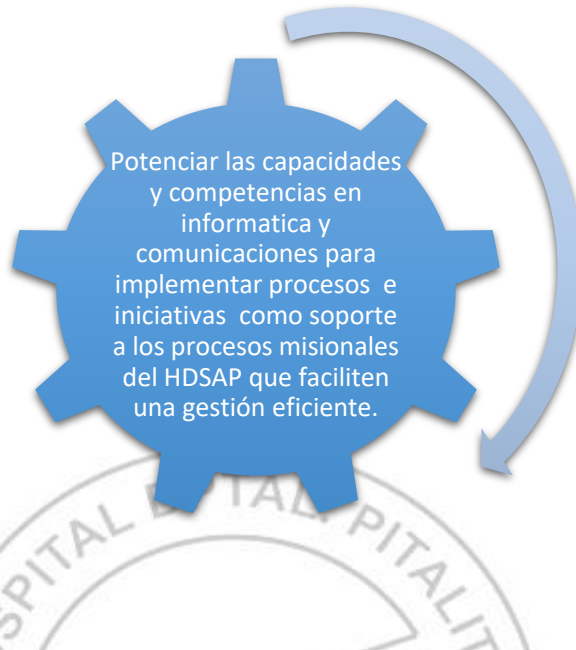 Potenciar las capacidades
y competencias en
informatica y
comunicaciones para
implementar procesos e
iniciativas como soporte
a los procesos misionales
del HDSAP que faciliten
una gestión eficiente.